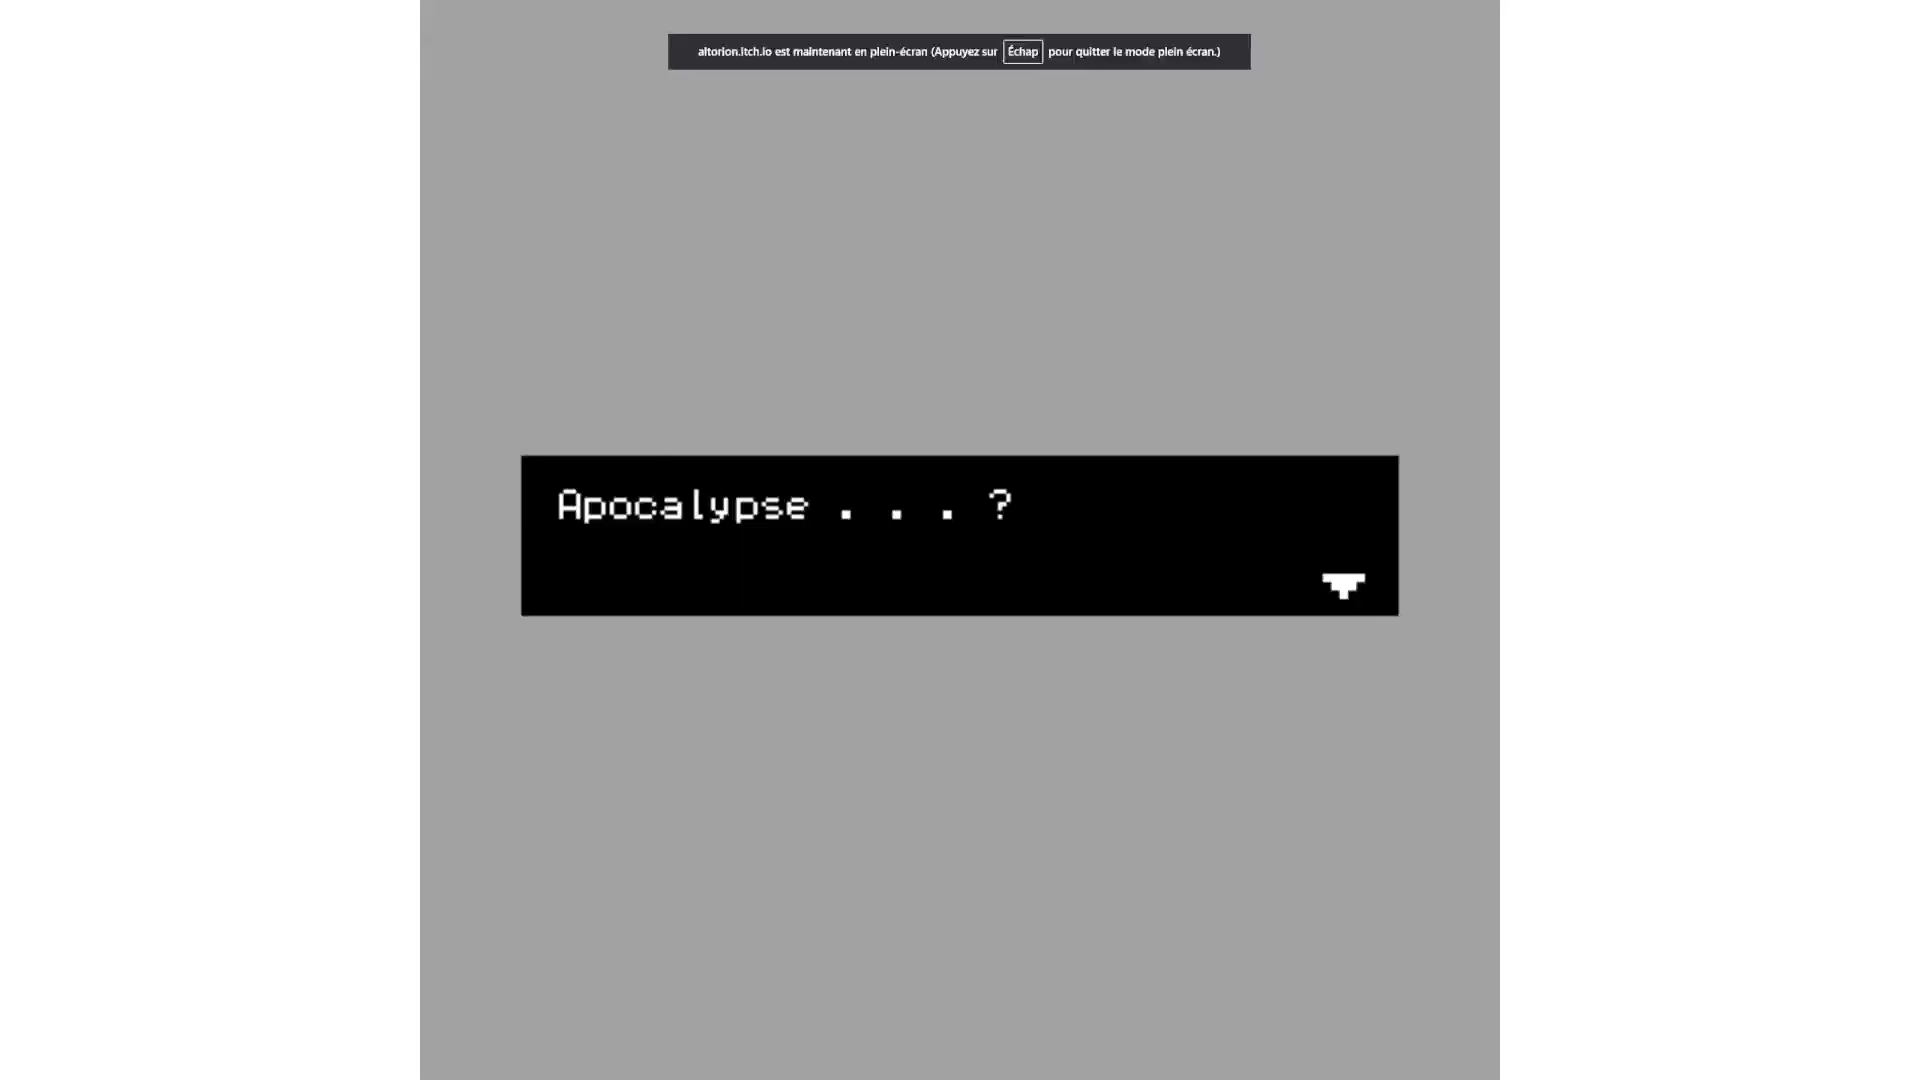 altorion.itch.io est maintenant en plein-écran (Appuyez sur Échap pour quitter le mode plein écran.)
Apocalypse . . . ?